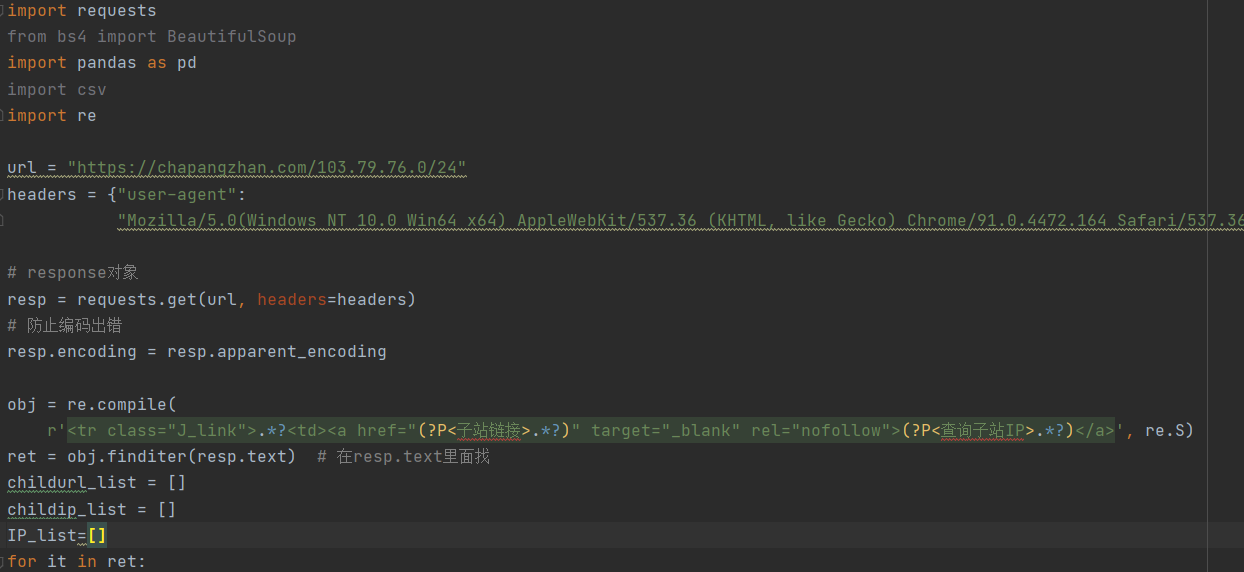 import requests
from bs4 import BeautifulSoup
import pandas as pd
import csv
import re
url = "https://chapangzhan.com/103.79.76.0/24"
headers = {"user-agent":
"Mozilla/5.0(Windows NT 10.0 Win64 x64) AppleWebKit/537.36 (KHTML, like Gecko) Chrome/91.0.4472.164 Safari/537.36
# response对象
resp = requests.get(url, headers=headers)
# 防止编码出错
resp.encoding = resp.apparent_encoding
obj = re.compile(
r'<tr class="J_link">.*?<td><a href="(?P<子站链接>.*?)" target="_blank" rel="nofollow">(?P<查询子站IP>.*?)</a>', re.S)
ret = obj.finditer(resp.text)  # 在resp.text里面找
childurl_list = []
childip_list = []
IP_list=[]
for it in ret: